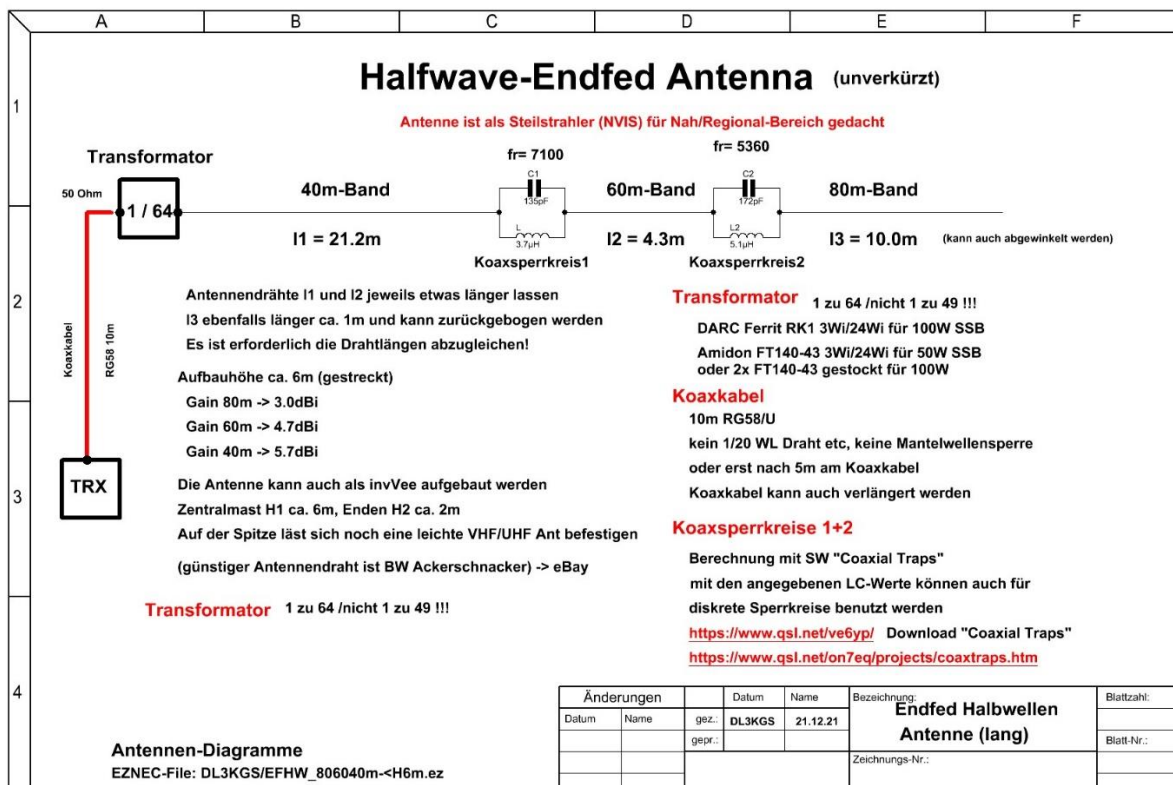 A B C D E F
1
2
3
4
Halfwave-Endfed Antenna (unverkürzt)
Antenne ist als Steilstrahler (NVIS) für Nah/Regional-Bereich gedacht
Transformator
50 Ohm
1 / 64
Koaxkabel
RG58 10m
TRX
40m-Band
l1 = 21.2m
fr= 7100
C1
135pF
L
3.7µH
Koaxsperrkreis1
60m-Band
l2 = 4.3m
fr= 5360
C2
172pF
L2
5.1µH
Koaxsperrkreis2
80m-Band
l3 = 10.0m (kann auch abgewinkelt werden)
Antennendrähte l1 und l2 jeweils etwas länger lassen
l3 ebenfalls länger ca. 1m und kann zurückgebogen werden
Es ist erforderlich die Drahtlängen abzugleichen!
Aufbauhöhe ca. 6m (gestreckt)
Gain 80m -> 3.0dBi
Gain 60m -> 4.7dBi
Gain 40m -> 5.7dBi
Die Antenne kann auch als invVee aufgebaut werden
Zentralmast H1 ca. 6m, Enden H2 ca. 2m
Auf der Spitze läst sich noch eine leichte VHF/UHF Ant befestigen
(günstiger Antennendraht ist BW Ackerschnacker) -> eBay
Transformator 1 zu 64 /nicht 1 zu 49 !!!
Transformator 1 zu 64 /nicht 1 zu 49 !!!
DARC Ferrit RK1 3Wi/24Wi für 100W SSB
Amidon FT140-43 3Wi/24Wi für 50W SSB
oder 2x FT140-43 gestockt für 100W
Koaxkabel
10m RG58/U
kein 1/20 WL Draht etc, keine Mantelwellensperre
oder erst nach 5m am Koaxkabel
Koaxkabel kann auch verlängert werden
Koaxsperrkreise 1+2
Berechnung mit SW "Coaxial Traps"
mit den angegebenen LC-Werte können auch für
diskrete Sperrkreise benutzt werden
https://www.qsl.net/ve6yp/ Download "Coaxial Traps"
https://www.qsl.net/on7eq/projects/coaxtraps.htm
Antennen-Diagramme
EZNEC-File: DL3KGS/EFHW_806040m-<H6m.ez
Änderungen Datum Name Bezeichnung: Blattzahl:
Datum Name gez.: DL3KGS 21.12.21
gepr.:
Endfed Halbwellen
Antenne (lang)
Blatt-Nr.:
Zeichnungs-Nr.: